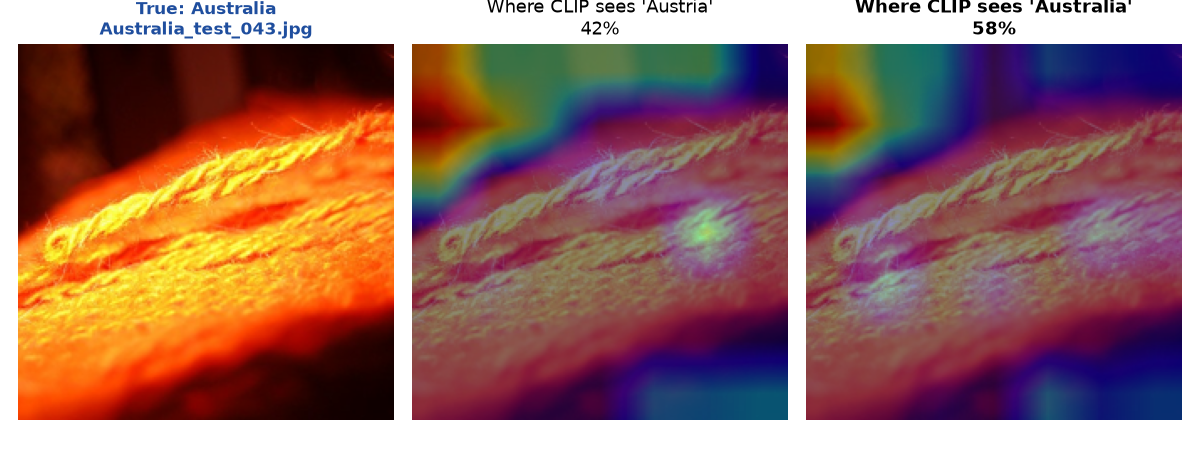 True: Australia
Australia_test_043.jpg
Where CLIP sees 'Austria'
42%
Where CLIP sees 'Australia'
58%